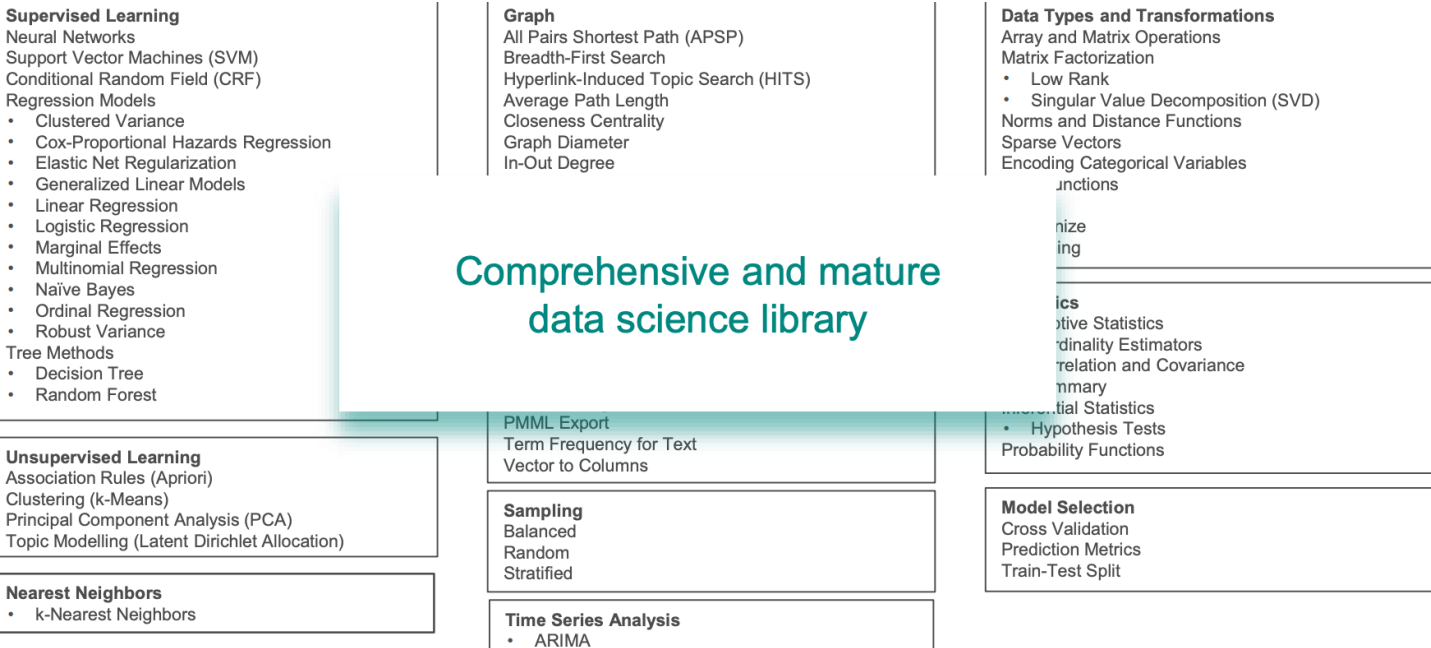 Supervised Learning
Neural Networks
Support Vector Machines (SVM)
Conditional Random Field (CRF)
Regression Models
• Clustered Variance
• Cox-Proportional Hazards Regression
• Elastic Net Regularization
• Generalized Linear Models
• Linear Regression
• Logistic Regression
• Marginal Effects
• Multinomial Regression
• Naïve Bayes
• Ordinal Regression
• Robust Variance
Tree Methods
• Decision Tree
• Random Forest
Unsupervised Learning
Association Rules (Apriori)
Clustering (k-Means)
Principal Component Analysis (PCA)
Topic Modelling (Latent Dirichlet Allocation)
Nearest Neighbors
• k-Nearest Neighbors
Graph
All Pairs Shortest Path (APSP)
Breadth-First Search
Hyperlink-Induced Topic Search (HITS)
Average Path Length
Closeness Centrality
Graph Diameter
In-Out Degree
Comprehensive and mature
data science library
PMML Export
Term Frequency for Text
Vector to Columns
Sampling
Balanced
Random
Stratified
Time Series Analysis
• ARIMA
Data Types and Transformations
Array and Matrix Operations
Matrix Factorization
• Low Rank
• Singular Value Decomposition (SVD)
Norms and Distance Functions
Sparse Vectors
Encoding Categorical Variables
Statistics
Estimators
and Covariance
Inferential Statistics
• Hypothesis Tests
Probability Functions
Model Selection
Cross Validation
Prediction Metrics
Train-Test Split